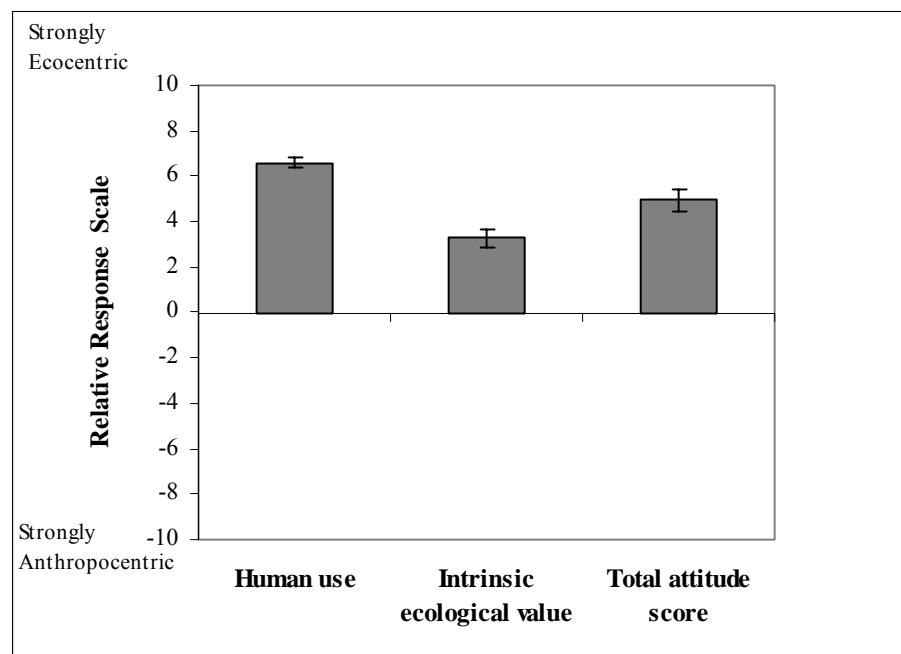 Strongly
Ecocentric
10
8
6
4
2
0
-2
-4
-6
-8
-10
Relative Response Scale
Strongly
Anthropocentric
Human use
Intrinsic
ecological value
Total attitude
score